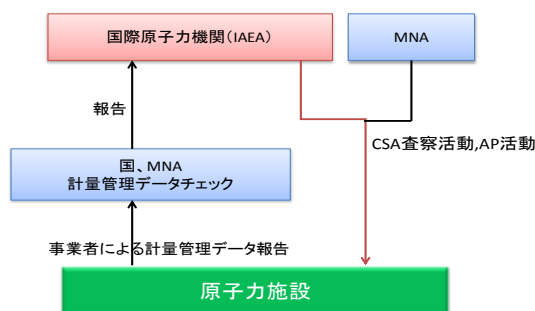 国際原子力機関(IAEA)
MNA
報告
CSA査察活動,AP活動
国、MNA
計量管理データチェック
事業者による計量管理データ報告
原子力施設